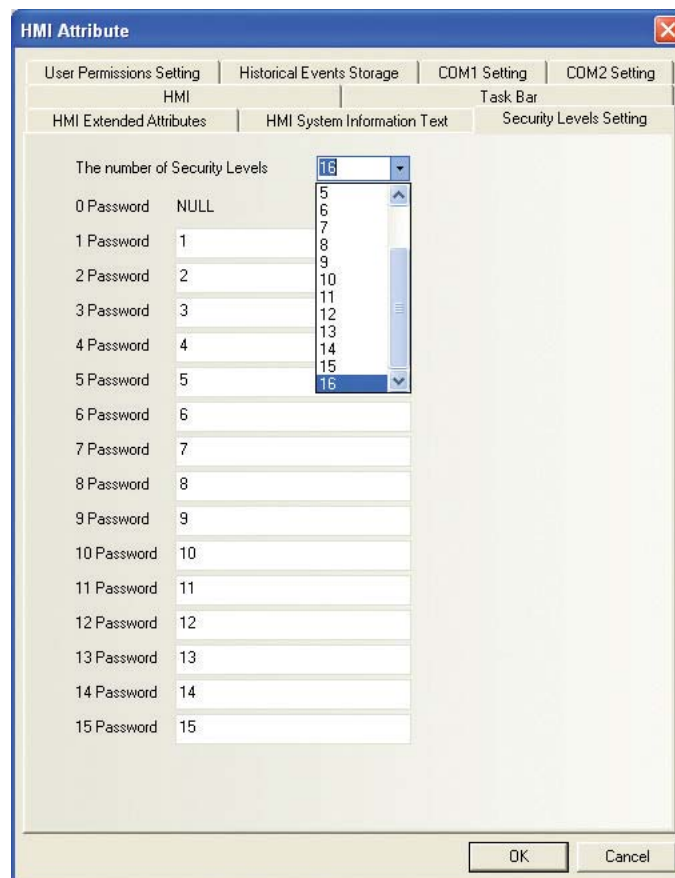 HMI Attribute
User Permissions Setting
Historical Events Storage
COM1 Setting
COM2 Setting
HMI
Task Bar
HMI Extended Attributes
HMI System Information Text
Security Levels Setting
The number of Security Levels
16
5
6
7
8
9
10
11
12
13
14
15
16
0 Password NULL
1 Password 1
2 Password 2
3 Password 3
4 Password 4
5 Password 5
6 Password 6
7 Password 7
8 Password 8
9 Password 9
10 Password 10
11 Password 11
12 Password 12
13 Password 13
14 Password 14
15 Password 15
OK
Cancel